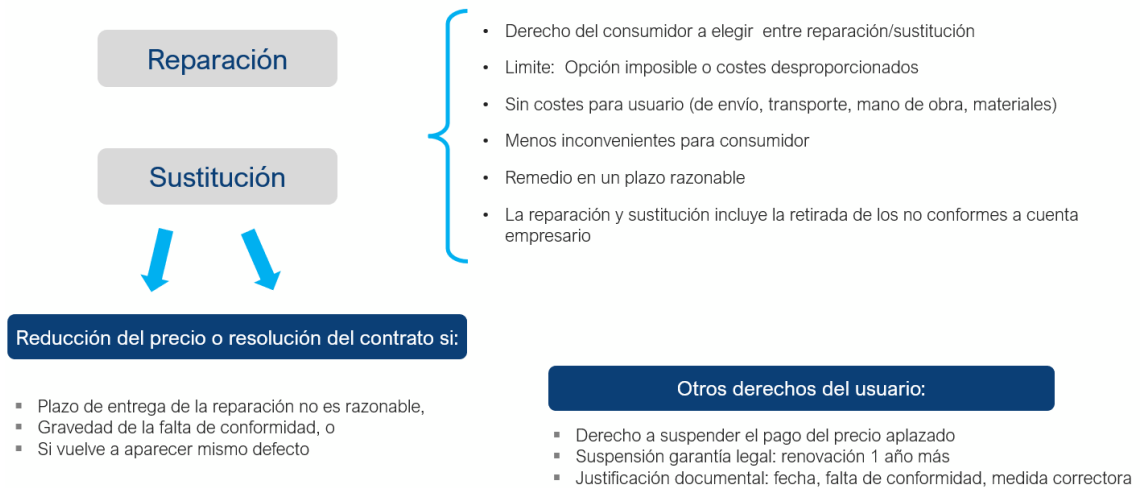 Reparación
Sustitución
• Derecho del consumidor a elegir entre reparación/sustitución
• Limite: Opción imposible o costes desproporcionados
• Sin costes para usuario (de envío, transporte, mano de obra, materiales)
• Menos inconvenientes para consumidor
• Remedio en un plazo razonable
• La reparación y sustitución incluye la retirada de los no conformes a cuenta
empresario
Reducción del precio o resolución del contrato si:
▪ Plazo de entrega de la reparación no es razonable,
▪ Gravedad de la falta de conformidad, o
▪ Si vuelve a aparecer mismo defecto
Otros derechos del usuario:
▪ Derecho a suspender el pago del precio aplazado
▪ Suspensión garantía legal: renovación 1 año más
▪ Justificación documental: fecha, falta de conformidad, medida correctora